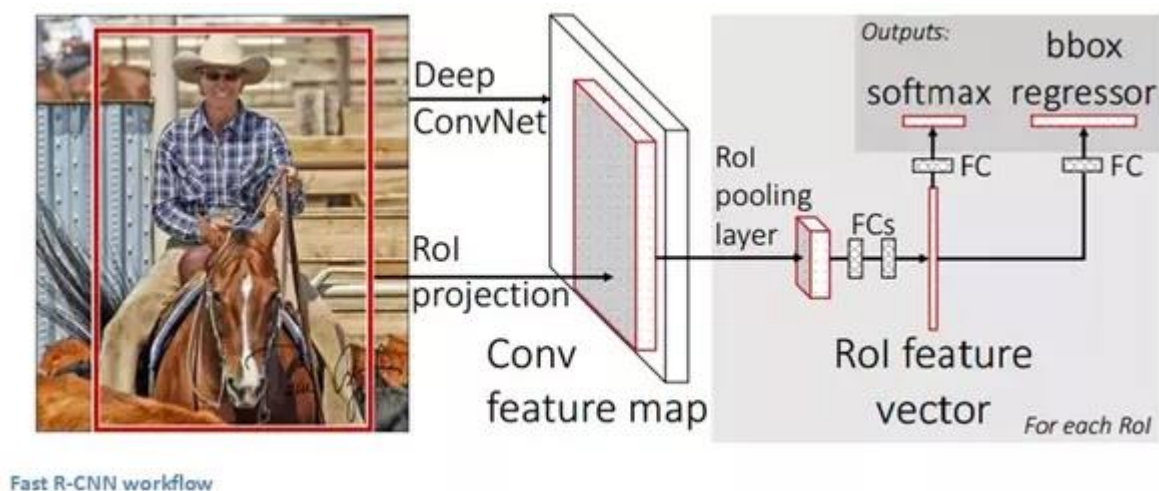 Deep
ConvNet
RoI
projection
Conv
feature map
RoI
pooling
layer
FCs
RoI feature
vector
For each RoI
Outputs:
softmax
bbox
regressor
FC
FC
Fast R-CNN workflow